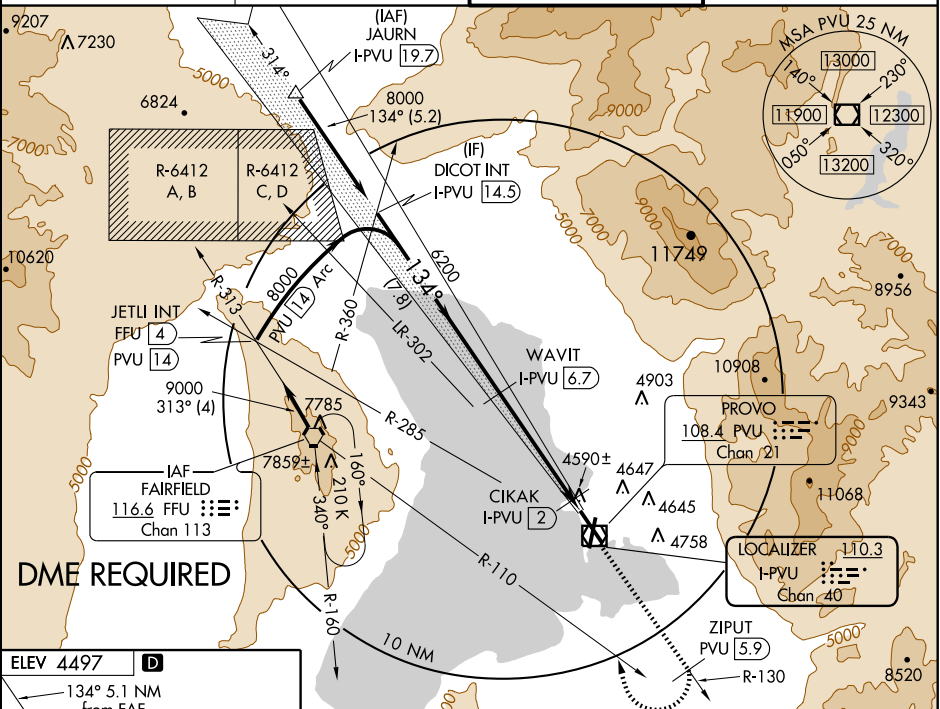 9207
7230
5000
314°
(IAF)
JAURN
I-PVU 19.7
8000
134° (5.2)
9000
MSA PVU 25 NM
13000
140°
230°
11900
12300
050°
320°
13200
6824
7000
R-6412
A, B
R-6412
C, D
(IF)
DICOT INT
I-PVU 14.5
5000
7000
9000
11749
7000
8956
10620
R-313
8000
PVU 14 Arc
R-360
134°
(7.8)
6200
LR-302
JETLI INT
FFU 4
PVU 14
9000
313° (4)
7785
7859±
R-285
WAVIT
I-PVU 6.7
4903
10908
9343
PROVO
108.4 PVU
Chan 21
9000
5000
IAF
FAIRFIELD
116.6 FFU
Chan 113
160°
210 K
340°
5000
4590±
4647
4645
4758
CIKAK
I-PVU 2
11068
LOCALIZER 110.3
I-PVU
Chan 40
DME REQUIRED
R-110
R-160
10 NM
ZIPUT
PVU 5.9
R-130
5000
8520
ELEV 4497 D
134° 5.1 NM
from FAF